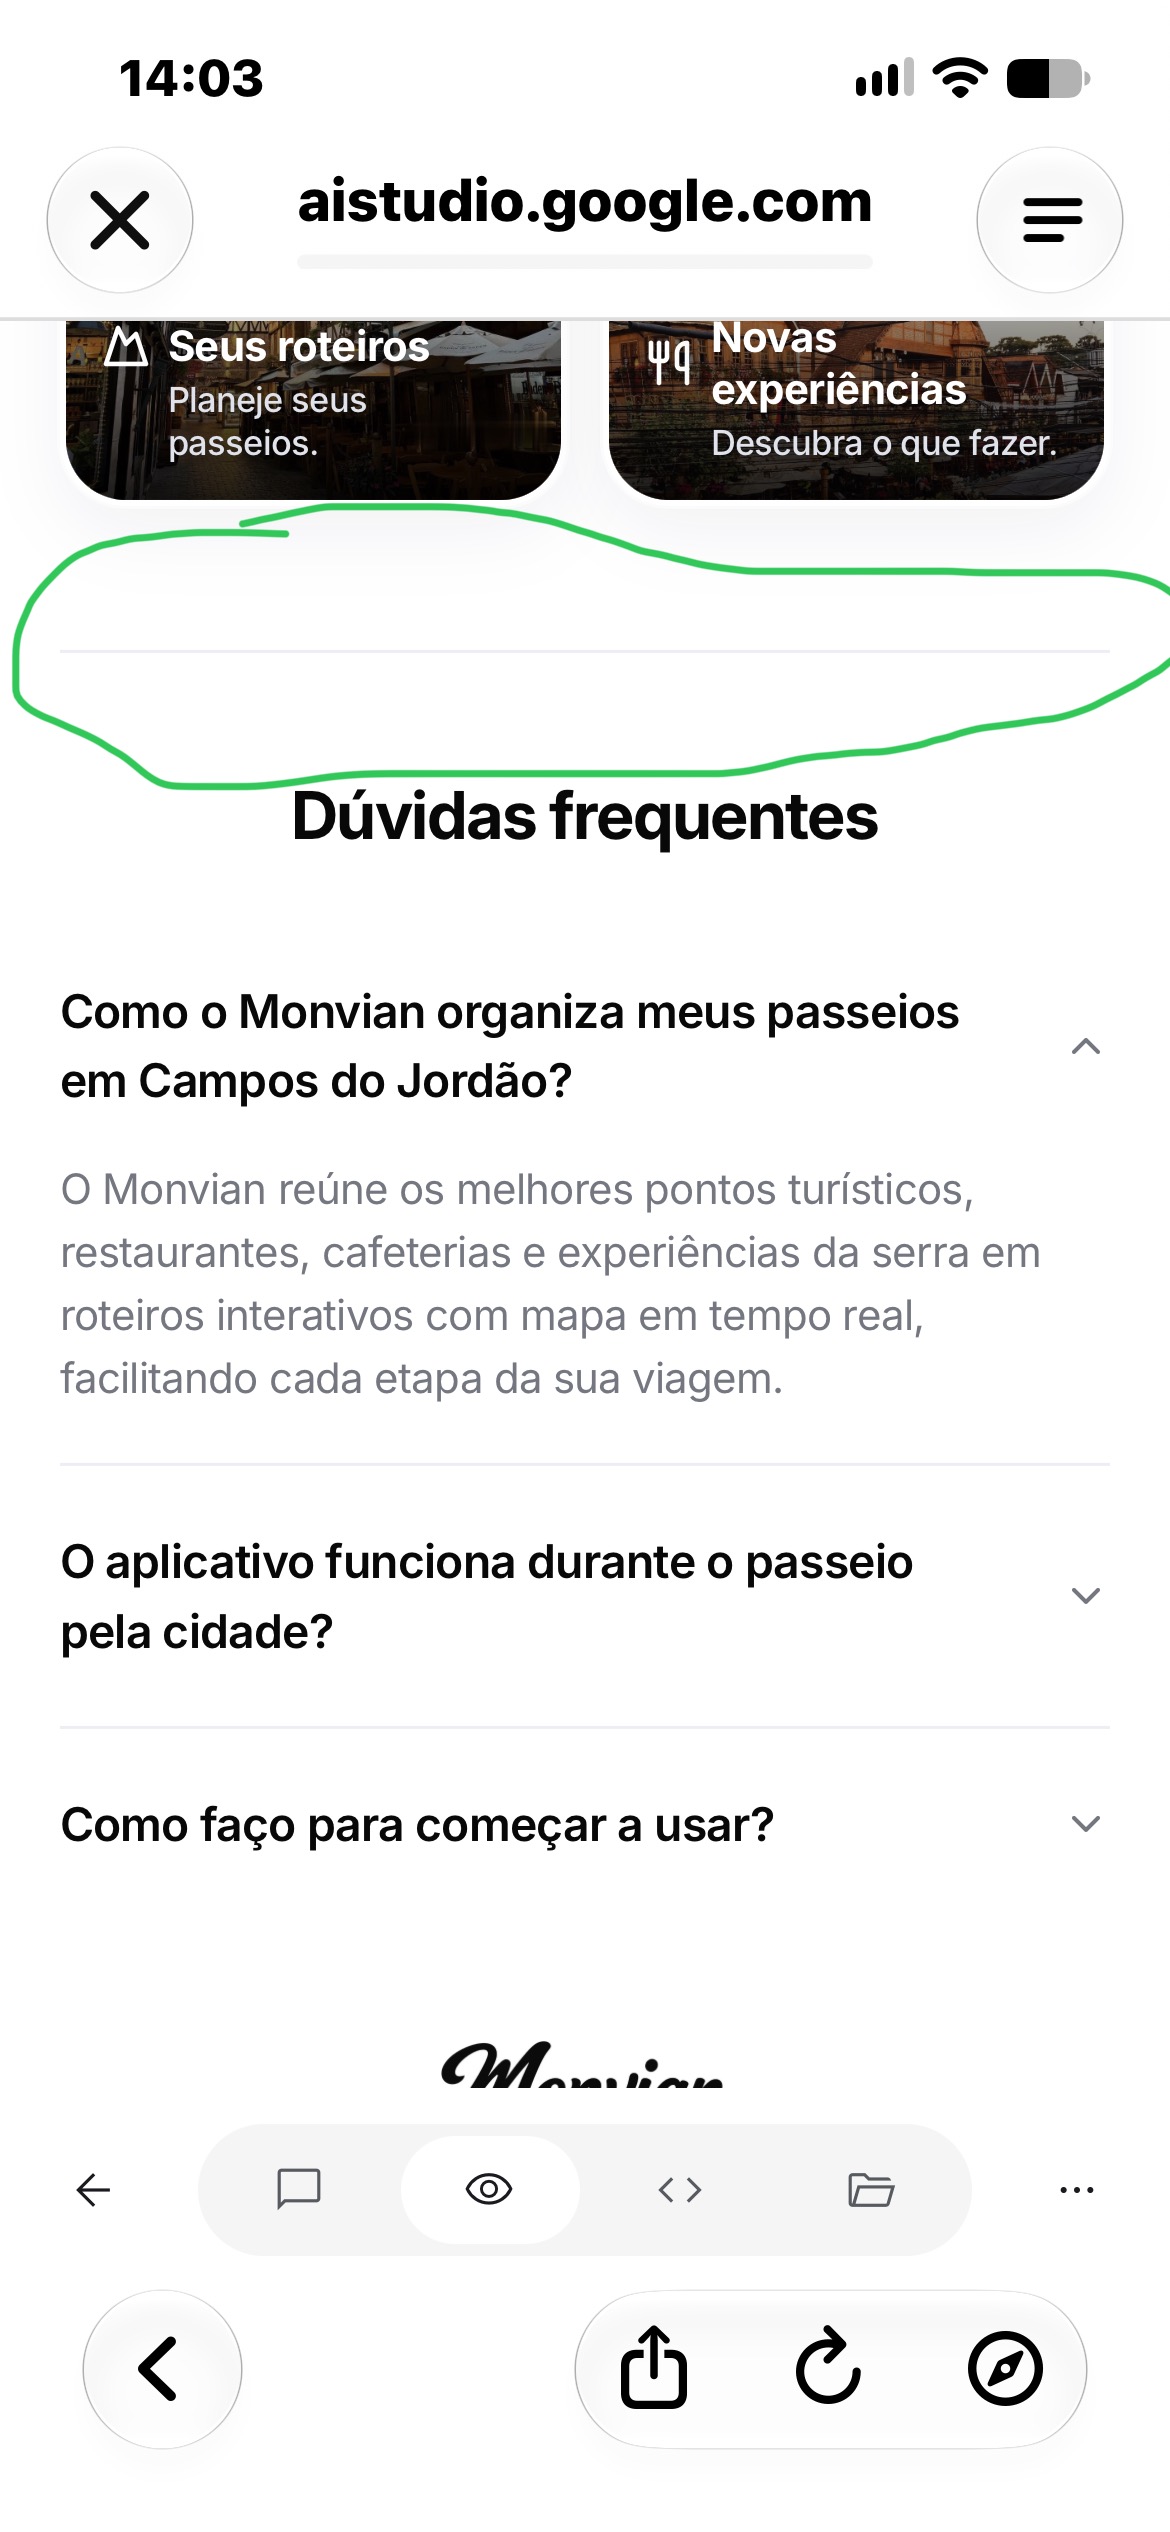 14:03
aistudio.google.com
Seus roteiros
Planeje seus
passeios.
Novas
experiências
Descubra o que fazer.
Dúvidas frequentes
Como o Monvian organiza meus passeios
em Campos do Jordão?
O Monvian reúne os melhores pontos turísticos,
restaurantes, cafeterias e experiências da serra em
roteiros interativos com mapa em tempo real,
facilitando cada etapa da sua viagem.
O aplicativo funciona durante o passeio
pela cidade?
Como faço para começar a usar?
Monvian